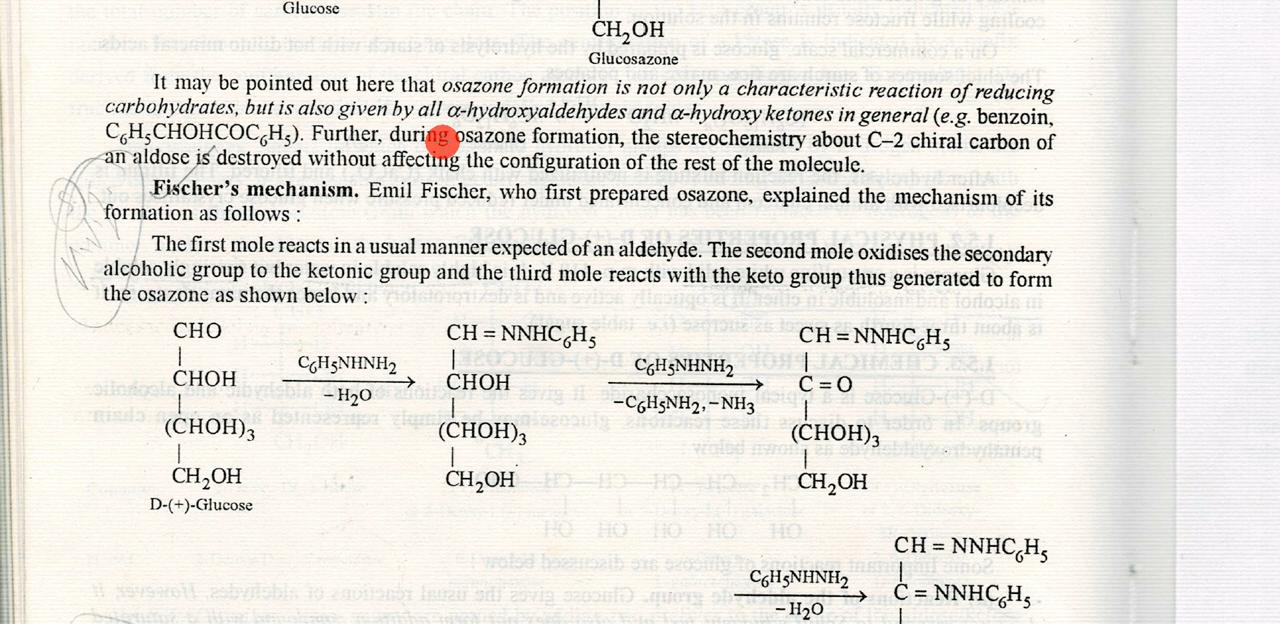 Glucose
CH₂OH
Glucosazone
It may be pointed out here that osazone formation is not only a characteristic reaction of reducing
carbohydrates, but is also given by all α-hydroxyaldehydes and α-hydroxy ketones in general (e.g. benzoin,
C₆H₅CHOHCOC₆H₅). Further, during osazone formation, the stereochemistry about C–2 chiral carbon of
an aldose is destroyed without affecting the configuration of the rest of the molecule.
Fischer's mechanism. Emil Fischer, who first prepared osazone, explained the mechanism of its
formation as follows :
The first mole reacts in a usual manner expected of an aldehyde. The second mole oxidises the secondary
alcoholic group to the ketonic group and the third mole reacts with the keto group thus generated to form
the osazone as shown below :
CHO CH = NNHC₆H₅ CH = NNHC₆H₅
C₆H₅NHNH₂ C₆H₅NHNH₂
CHOH CHOH C = O
–H₂O –C₆H₅NH₂, –NH₃
(CHOH)₃ (CHOH)₃ (CHOH)₃
CH₂OH CH₂OH CH₂OH
D-(+)-Glucose
CH = NNHC₆H₅
C₆H₅NHNH₂
C = NNHC₆H₅
–H₂O